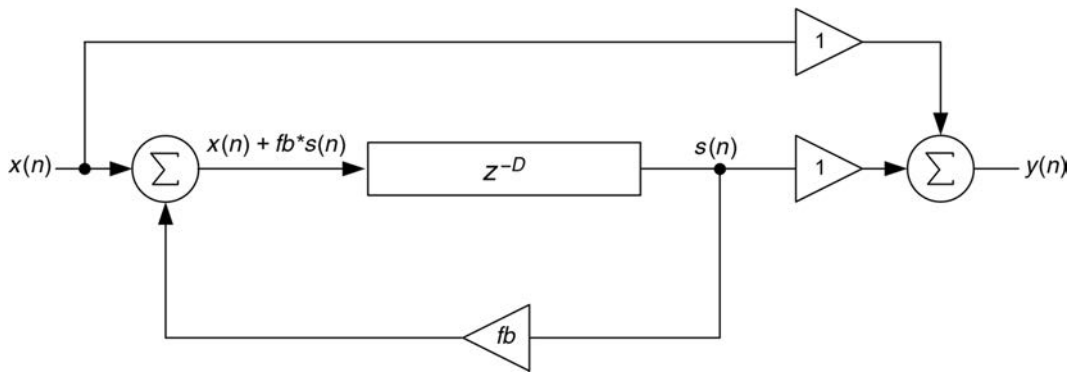 1
x(n)
Σ
x(n) + fb*s(n)
z⁻ᴰ
s(n)
1
Σ
y(n)
fb